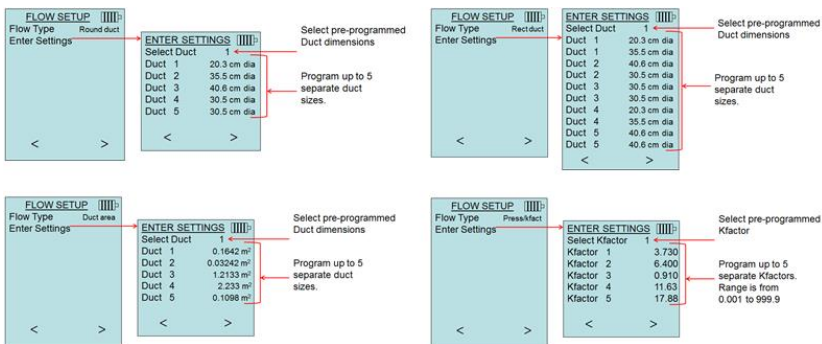 FLOW SETUP
Flow Type Round duct
Enter Settings
ENTER SETTINGS
Select Duct 1
Duct 1 20.3 cm dia
Duct 2 35.5 cm dia
Duct 3 40.6 cm dia
Duct 4 30.5 cm dia
Duct 5 30.5 cm dia
< >
< >
Select pre-programmed
Duct dimensions
Program up to 5
separate duct
sizes.
FLOW SETUP
Flow Type Rect duct
Enter Settings
ENTER SETTINGS
Select Duct 1
Duct 1 20.3 cm dia
Duct 1 35.5 cm dia
Duct 2 40.6 cm dia
Duct 2 30.5 cm dia
Duct 3 30.5 cm dia
Duct 3 30.5 cm dia
Duct 4 20.3 cm dia
Duct 4 35.5 cm dia
Duct 5 40.6 cm dia
Duct 5 40.6 cm dia
< >
< >
Select pre-programmed
Duct dimensions
Program up to 5
separate duct
sizes.
FLOW SETUP
Flow Type Duct area
Enter Settings
ENTER SETTINGS
Select Duct 1
Duct 1 0.1642 m²
Duct 2 0.03242 m²
Duct 3 1.2133 m²
Duct 4 2.233 m²
Duct 5 0.1098 m²
< >
< >
Select pre-programmed
Duct dimensions
Program up to 5
separate duct
sizes.
FLOW SETUP
Flow Type Press/kfact
Enter Settings
ENTER SETTINGS
Select Kfactor 1
Kfactor 1 3.730
Kfactor 2 6.400
Kfactor 3 0.910
Kfactor 4 11.63
Kfactor 5 17.88
< >
< >
Select pre-programmed
Kfactor
Program up to 5
separate Kfactors.
Range is from
0.001 to 999.9